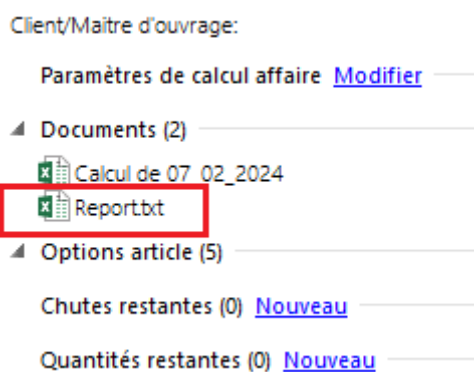 Client/Maitre d'ouvrage:
Paramètres de calcul affaire Modifier
Documents (2)
Calcul de 07_02_2024
Report.txt
Options article (5)
Chutes restantes (0) Nouveau
Quantités restantes (0) Nouveau